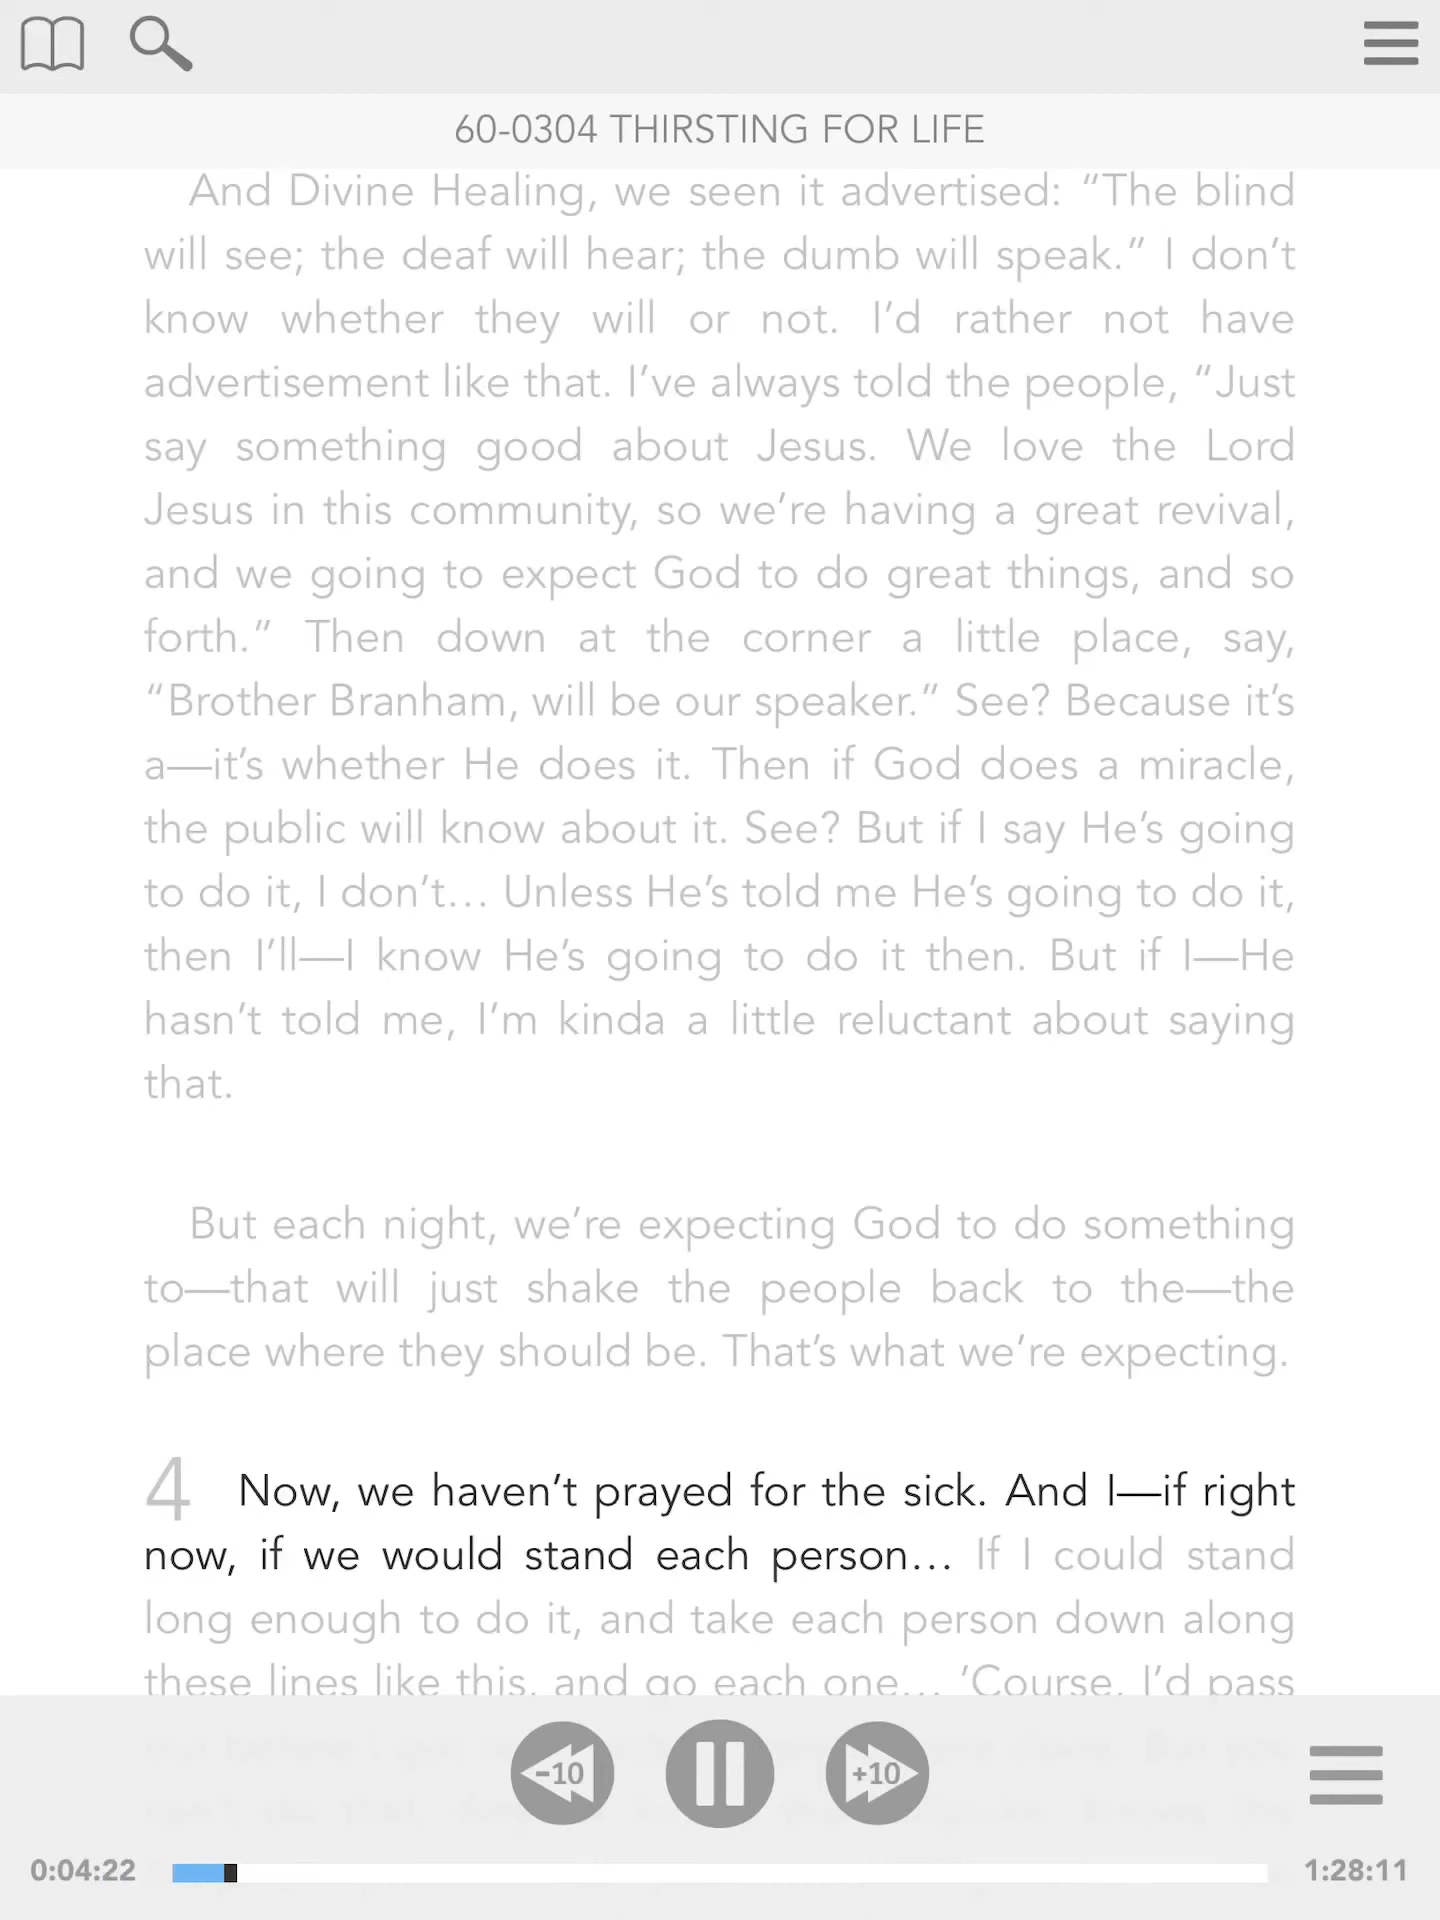 60-0304 THIRSTING FOR LIFE
And Divine Healing, we seen it advertised: “The blind
will see; the deaf will hear; the dumb will speak.” I don’t
know whether they will or not. I’d rather not have
advertisement like that. I’ve always told the people, “Just
say something good about Jesus. We love the Lord
Jesus in this community, so we’re having a great revival,
and we going to expect God to do great things, and so
forth.” Then down at the corner a little place, say,
“Brother Branham, will be our speaker.” See? Because it’s
a—it’s whether He does it. Then if God does a miracle,
the public will know about it. See? But if I say He’s going
to do it, I don’t… Unless He’s told me He’s going to do it,
then I’ll—I know He’s going to do it then. But if I—He
hasn’t told me, I’m kinda a little reluctant about saying
that.
But each night, we’re expecting God to do something
to—that will just shake the people back to the—the
place where they should be. That’s what we’re expecting.
4 Now, we haven’t prayed for the sick. And I—if right
now, if we would stand each person… If I could stand
long enough to do it, and take each person down along
these lines like this, and go each one… ’Course, I’d pass
-10 +10
0:04:22 1:28:11